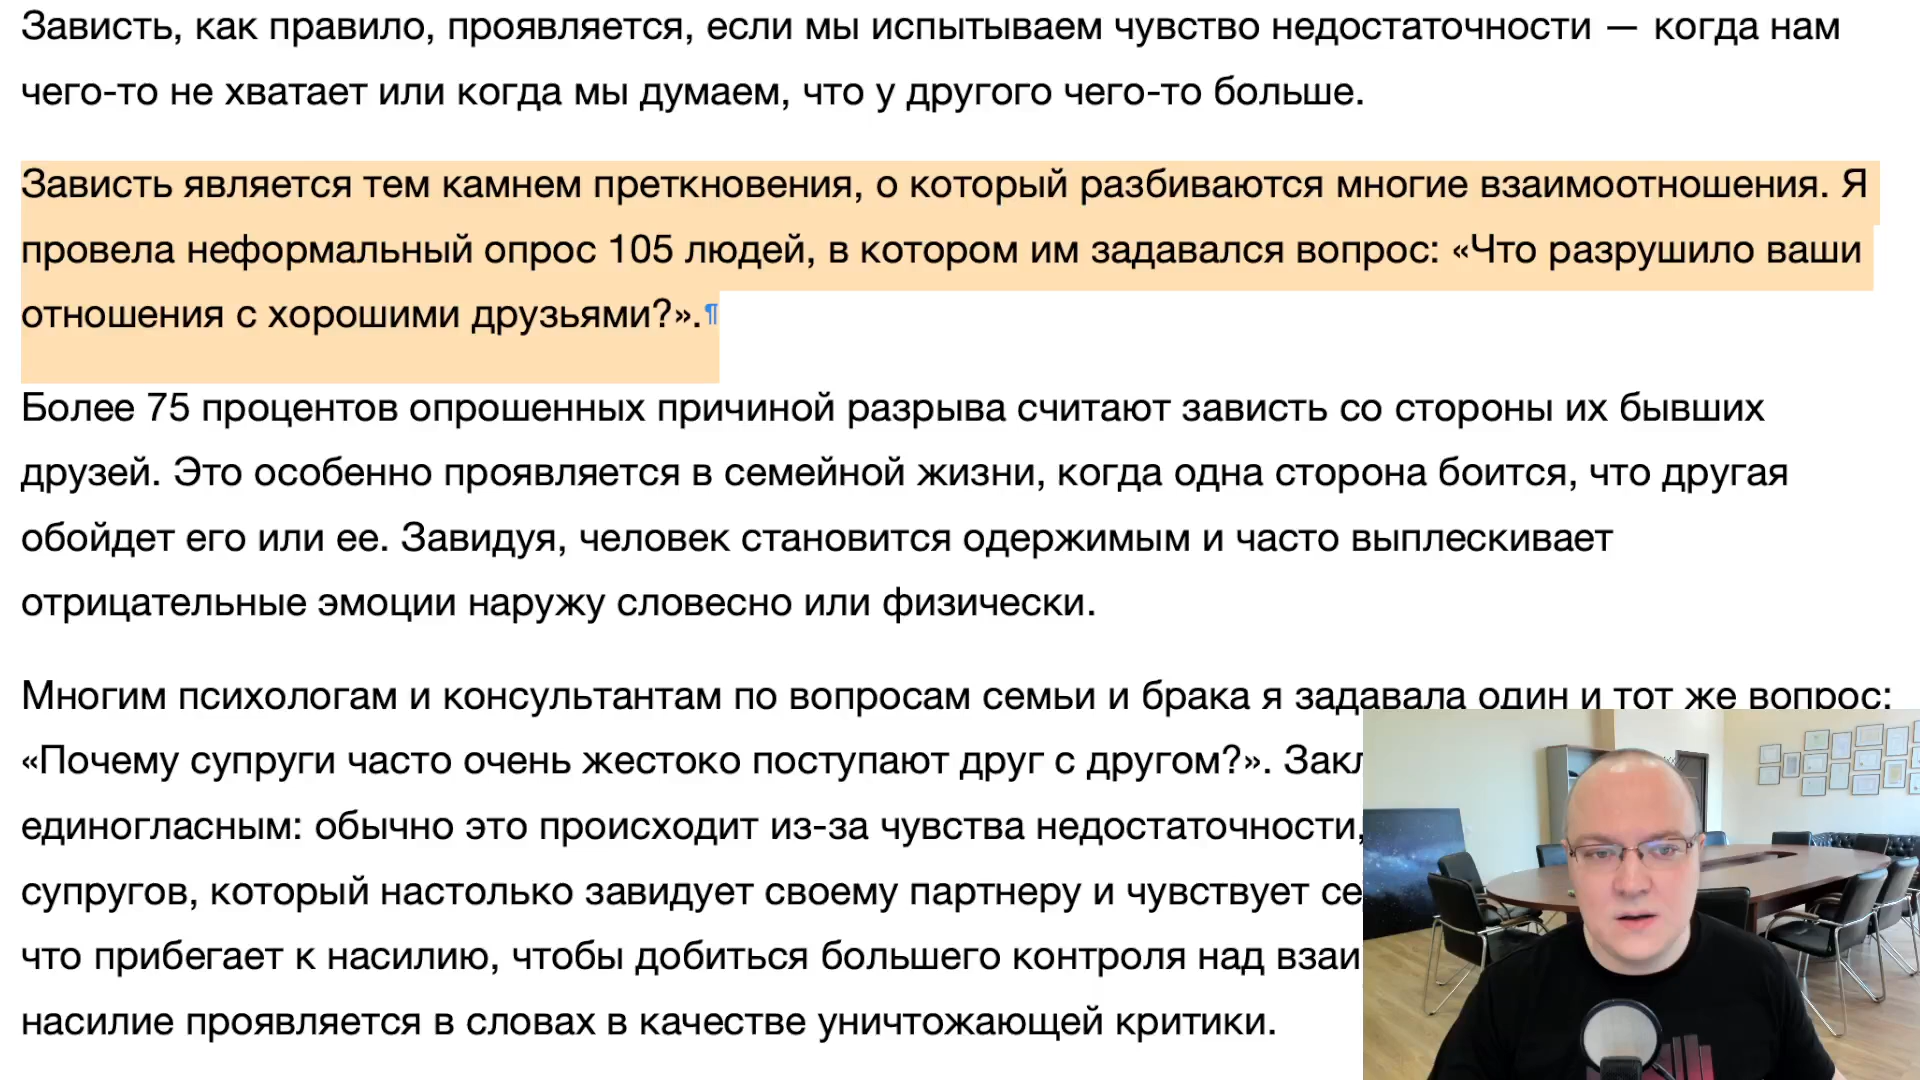 Зависть, как правило, проявляется, если мы испытываем чувство недостаточности — когда нам
чего-то не хватает или когда мы думаем, что у другого чего-то больше.
Зависть является тем камнем преткновения, о который разбиваются многие взаимоотношения. Я
провела неформальный опрос 105 людей, в котором им задавался вопрос: «Что разрушило ваши
отношения с хорошими друзьями?».¶
Более 75 процентов опрошенных причиной разрыва считают зависть со стороны их бывших
друзей. Это особенно проявляется в семейной жизни, когда одна сторона боится, что другая
обойдет его или ее. Завидуя, человек становится одержимым и часто выплескивает
отрицательные эмоции наружу словесно или физически.
Многим психологам и консультантам по вопросам семьи и брака я задавала один и тот же вопрос:
«Почему супруги часто очень жестоко поступают друг с другом?».
единогласным: обычно это происходит из-за чувства недостаточности,
супругов, который настолько завидует своему партнеру и чувствует
что прибегает к насилию, чтобы добиться большего контроля над
насилие проявляется в словах в качестве уничтожающей критики.